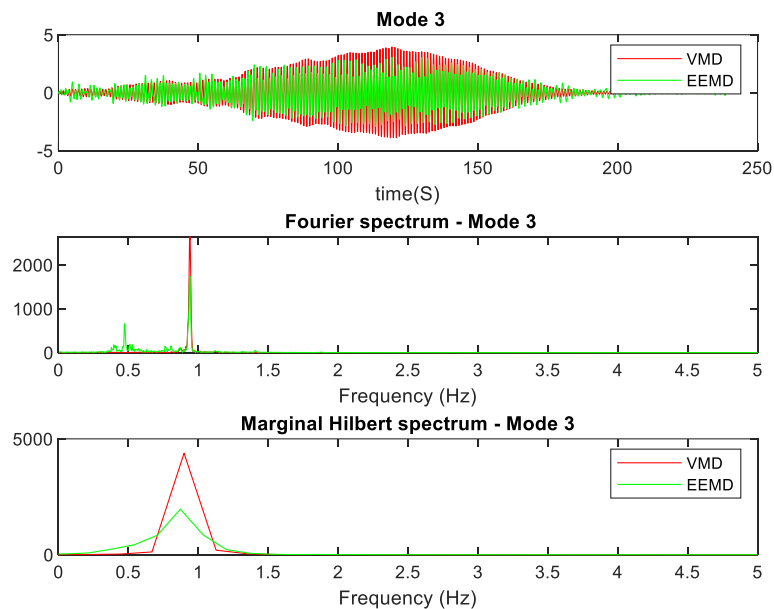 Mode 3
5
0
-5
VMD
EEMD
0 50 100 150 200 250
time(S)
Fourier spectrum - Mode 3
2000
1000
0
0 0.5 1 1.5 2 2.5 3 3.5 4 4.5 5
Frequency (Hz)
Marginal Hilbert spectrum - Mode 3
5000
0
VMD
EEMD
0 0.5 1 1.5 2 2.5 3 3.5 4 4.5 5
Frequency (Hz)